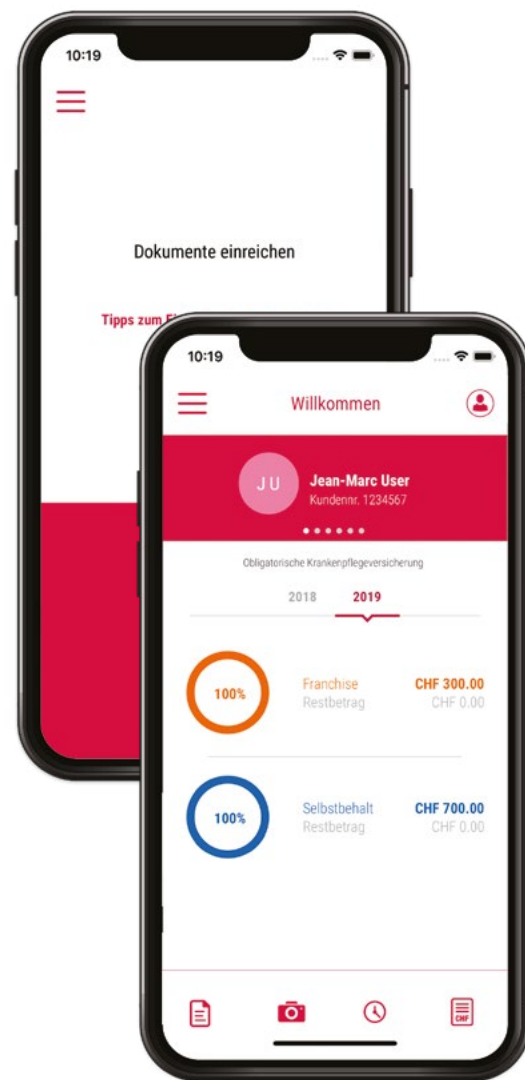 10:19
Dokumente einreichen
Tipps zum
10:19
Willkommen
JU
Jean-Marc User
Kundennr. 1234567
Obligatorische Krankenpflegeversicherung
2018 2019
100% Franchise CHF 300.00
Restbetrag CHF 0.00
100% Selbstbehalt CHF 700.00
Restbetrag CHF 0.00
CHF